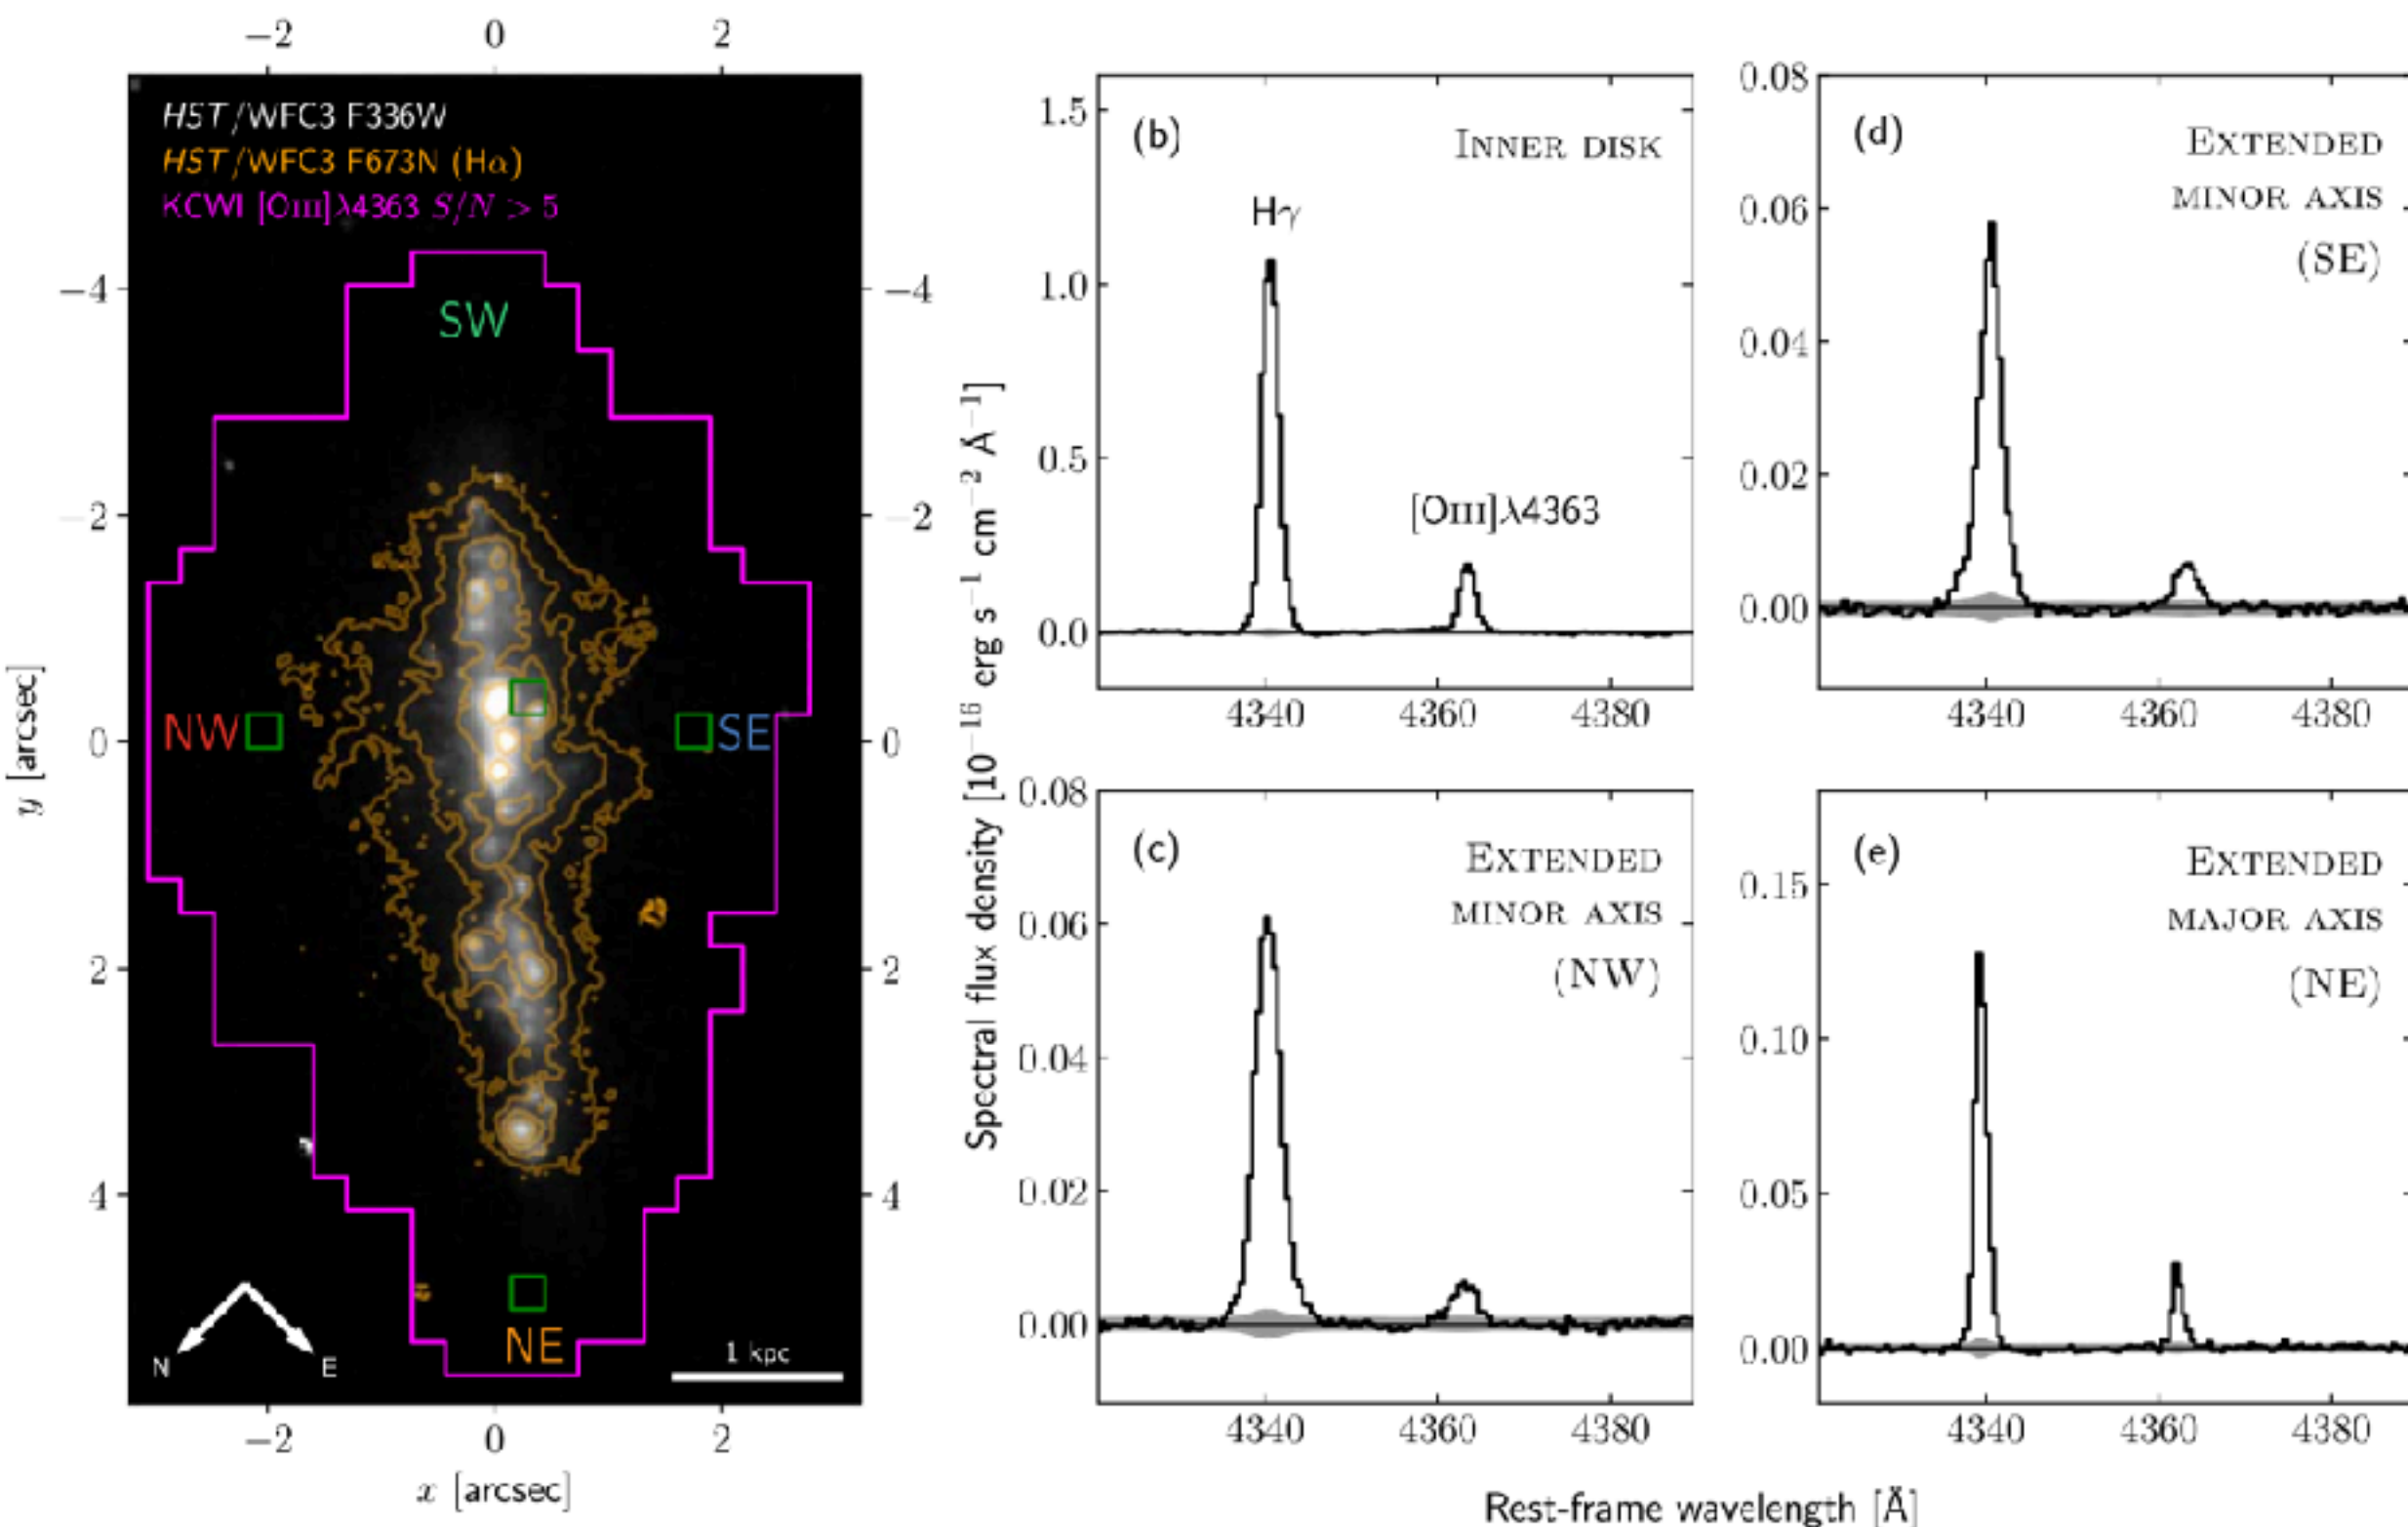 −2 0 2
H5T/WFC3 F336W
HST/WFC3 F673N (Hα)
KCWI [OIII]λ4363 S/N > 5
SW
NW
SE
NE
N
E
1 kpc
−4
−2
0
2
4
−4
−2
0
2
4
y [arcsec]
−2 0 2
x [arcsec]
Spectral flux density [10⁻¹⁶ erg s⁻¹ cm⁻² Å⁻¹]
(b)
INNER DISK
Hγ
[OIII]λ4363
1.5
1.0
0.5
0.0
4340 4360 4380
(d)
EXTENDED
MINOR AXIS
(SE)
0.08
0.06
0.04
0.02
0.00
4340 4360 4380
(c)
EXTENDED
MINOR AXIS
(NW)
0.08
0.06
0.04
0.02
0.00
4340 4360 4380
(e)
EXTENDED
MAJOR AXIS
(NE)
0.15
0.10
0.05
0.00
4340 4360 4380
Rest-frame wavelength [Å]